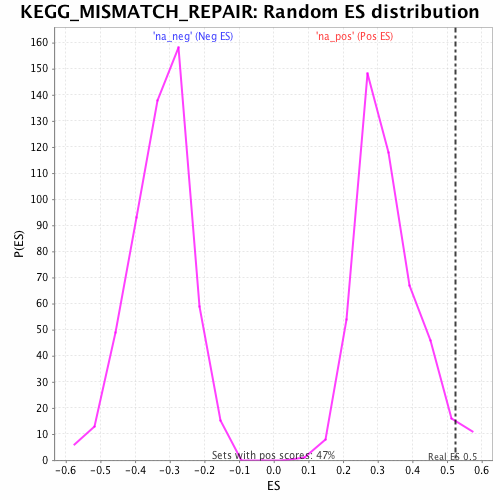 KEGG_MISMATCH_REPAIR: Random ES distribution
'na_neg' (Neg ES)
'na_pos' (Pos ES)
160
150
140
130
120
110
100
90
80
70
60
50
40
30
20
10
0
P(ES)
Sets with pos scores: 47%
Real ES 0.5
-0.6 -0.5 -0.4 -0.3 -0.2 -0.1 0.0 0.1 0.2 0.3 0.4 0.5 0.6
ES